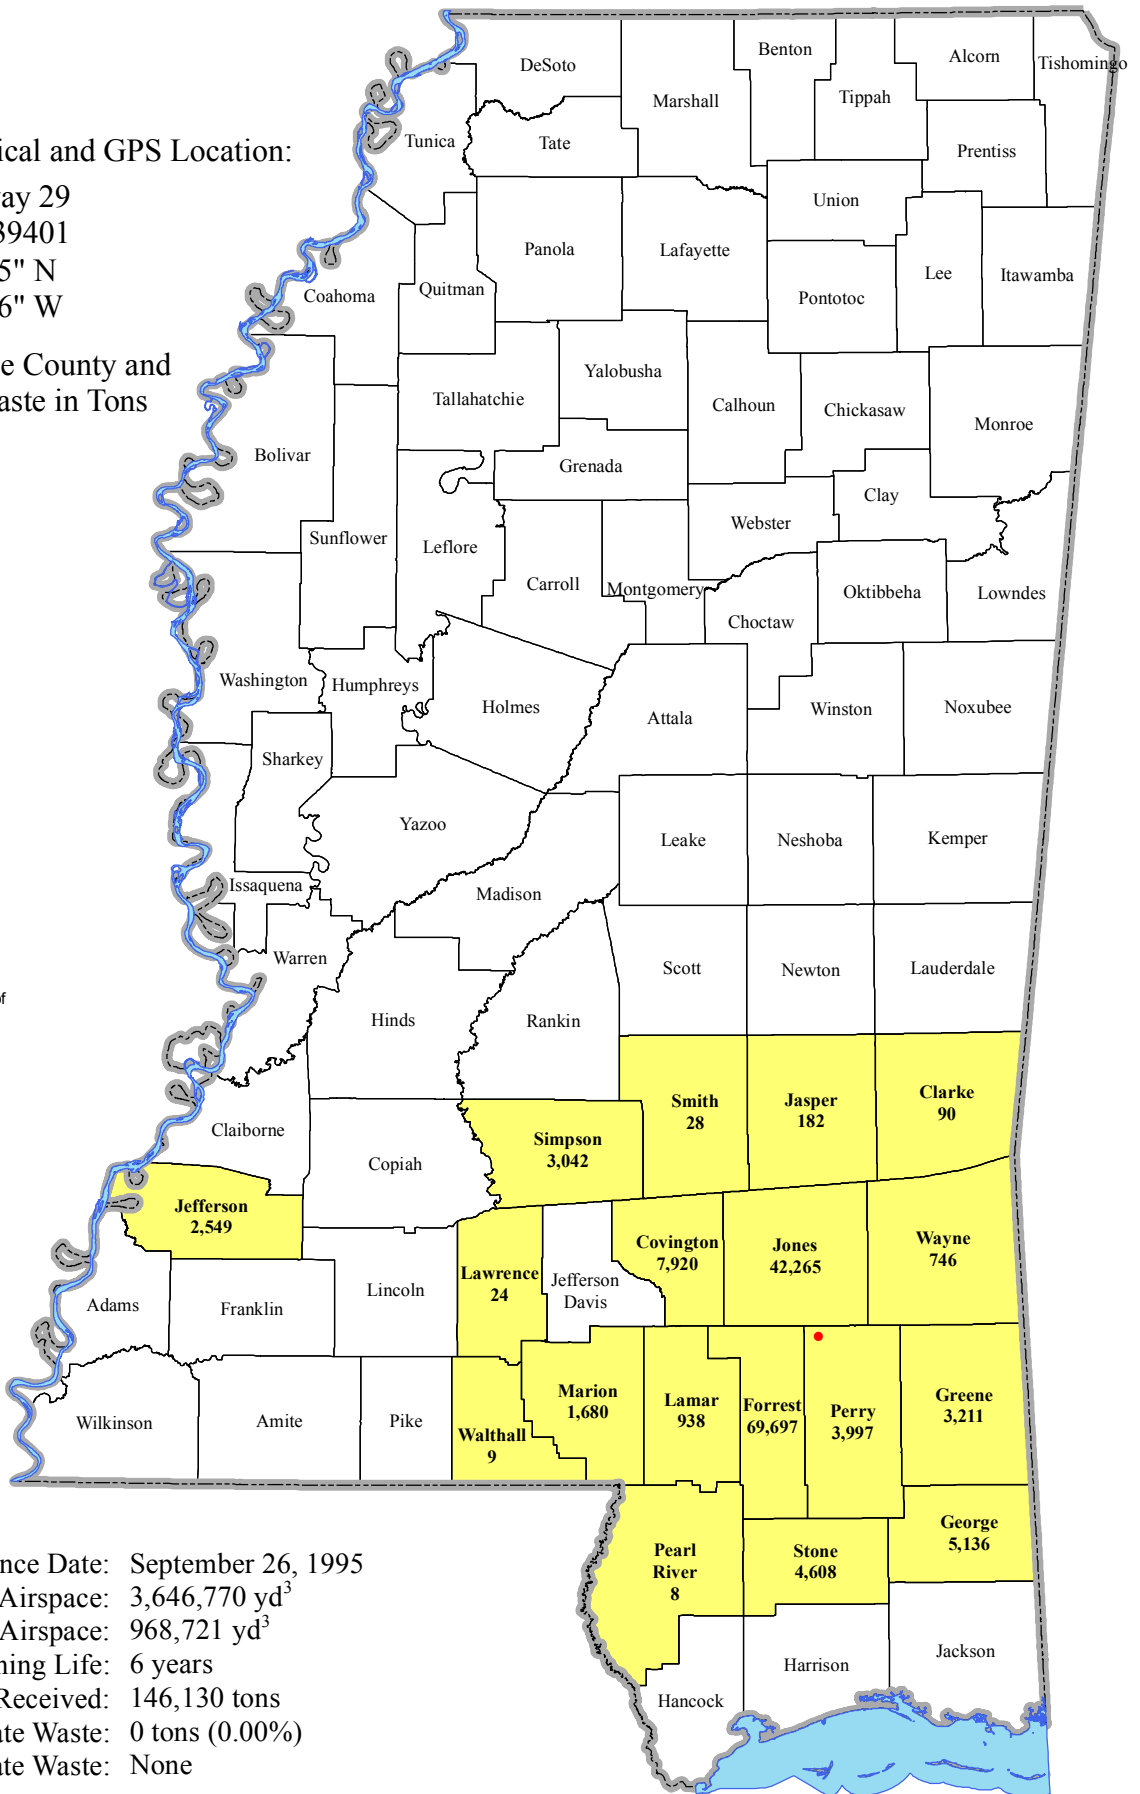 DeSoto
Benton
Alcorn
Tishomingo
Marshall
Tippah
Tunica
Tate
Prentiss
ical and GPS Location:
ay 29
39401
5" N
6" W
e County and
aste in Tons
Union
Panola
Lafayette
Lee
Itawamba
Coahoma
Quitman
Pontotoc
Yalobusha
Tallahatchie
Calhoun
Chickasaw
Monroe
Bolivar
Grenada
Clay
Webster
Sunflower
Leflore
Carroll
Montgomery
Oktibbeha
Lowndes
Choctaw
Washington
Humphreys
Holmes
Attala
Winston
Noxubee
Sharkey
Yazoo
Leake
Neshoba
Kemper
Issaquena
Madison
Warren
Scott
Newton
Lauderdale
of
Hinds
Rankin
Smith
28
Jasper
182
Clarke
90
Claiborne
Simpson
3,042
Copiah
Jefferson
2,549
Covington
7,920
Jones
42,265
Wayne
746
Lawrence
24
Jefferson
Davis
Lincoln
Adams
Franklin
Marion
1,680
Lamar
938
Forrest
69,697
Perry
3,997
Greene
3,211
Wilkinson
Amite
Pike
Walthall
9
George
5,136
Pearl
River
8
Stone
4,608
Harrison
Jackson
Hancock
nce Date: September 26, 1995
Airspace: 3,646,770 yd³
Airspace: 968,721 yd³
ning Life: 6 years
Received: 146,130 tons
ate Waste: 0 tons (0.00%)
ate Waste: None